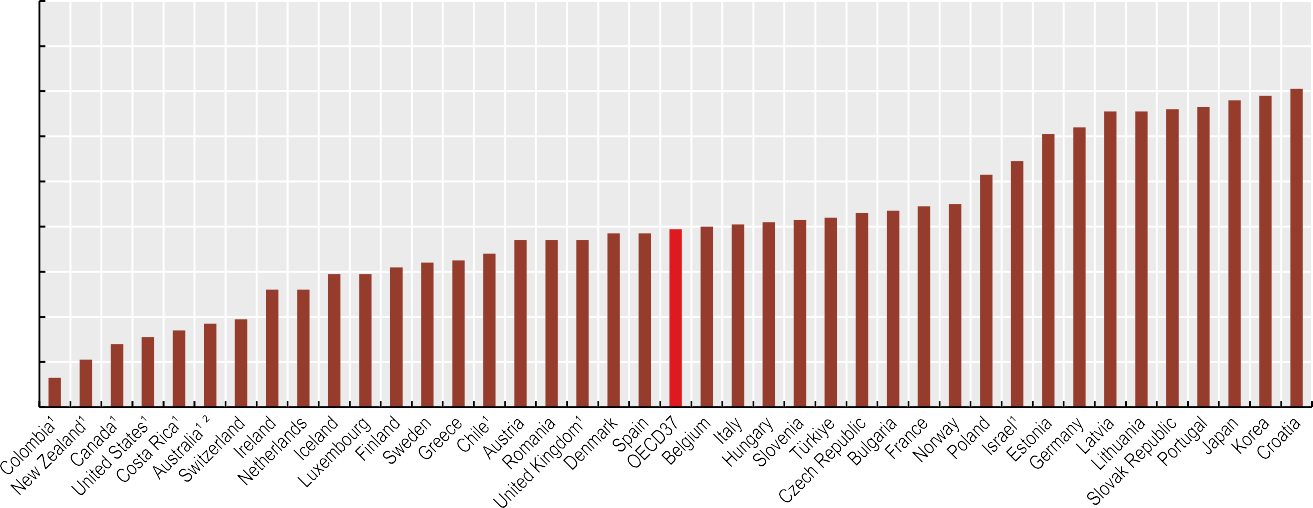 Colombia¹
New Zealand¹
Canada¹
United States¹
Costa Rica¹
Australia¹ ²
Switzerland
Ireland
Netherlands
Iceland
Luxembourg
Finland
Sweden
Greece
Chile¹
Austria
Romania
United Kingdom¹
Denmark
Spain
OECD37
Belgium
Italy
Hungary
Slovenia
Türkiye
Czech Republic
Bulgaria
France
Norway
Poland
Israel¹
Estonia
Germany
Latvia
Lithuania
Slovak Republic
Portugal
Japan
Korea
Croatia